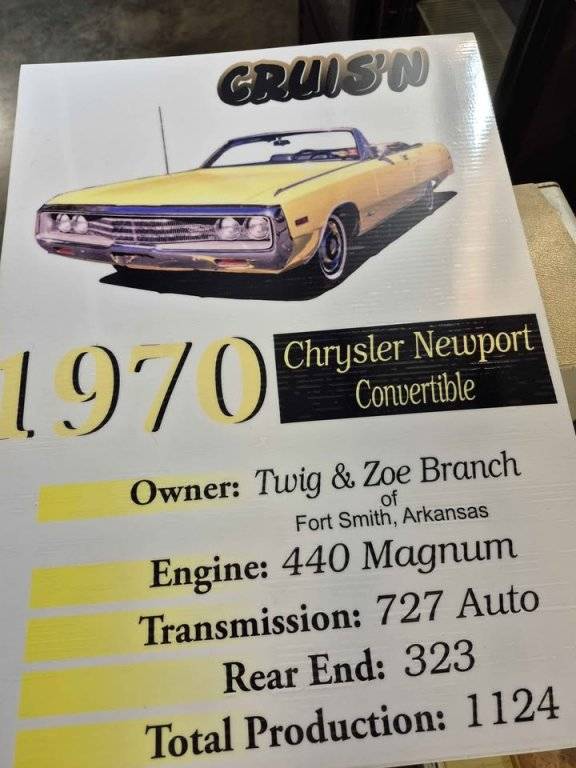 CRUIS'N
1970
Chrysler Newport
Convertible
Owner: Twig & Zoe Branch
of
Fort Smith, Arkansas
Engine: 440 Magnum
Transmission: 727 Auto
Rear End: 323
Total Production: 1124